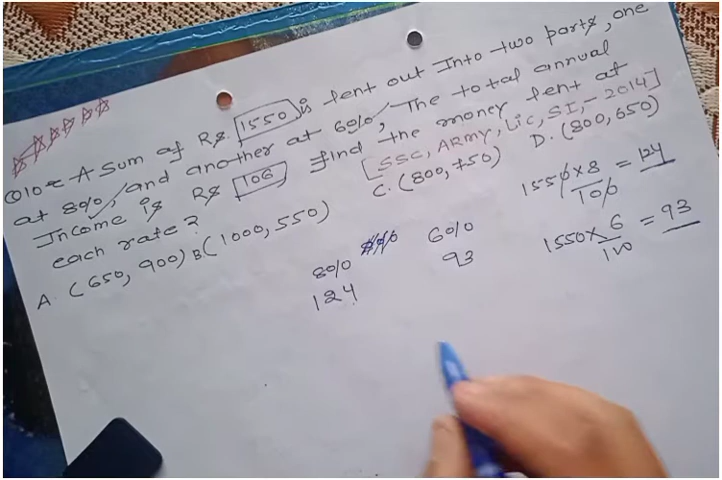 Q10 A Sum of Rs. 1550 is lent out Into two parts, one
at 8%, and another at 6%, The total annual
Income is Rs 106, find the money lent at
each rate?
[SSC, ARMY, Lic, SI, - 2014]
A. (650, 900) B (1000, 550) C. (800, 750) D. (800, 650)
8% 6%
124 93
1550 x 8 / 100 = 124
1550 x 6 / 100 = 93